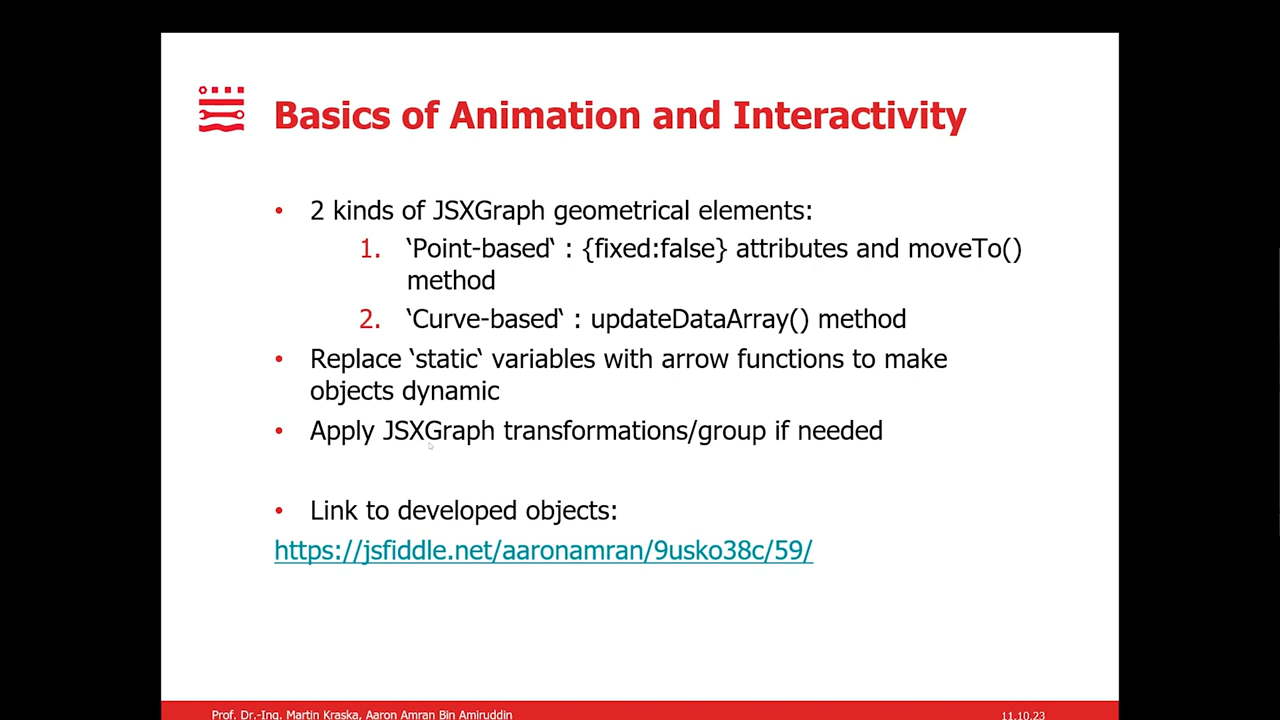 Basics of Animation and Interactivity
• 2 kinds of JSXGraph geometrical elements:
1. ‘Point-based‘ : {fixed:false} attributes and moveTo()
method
2. ‘Curve-based‘ : updateDataArray() method
• Replace ‘static‘ variables with arrow functions to make
objects dynamic
• Apply JSXGraph transformations/group if needed
• Link to developed objects:
https://jsfiddle.net/aaronamran/9usko38c/59/
Prof. Dr.-Ing. Martin Kraska, Aaron Amran Bin Amiruddin
11.10.23